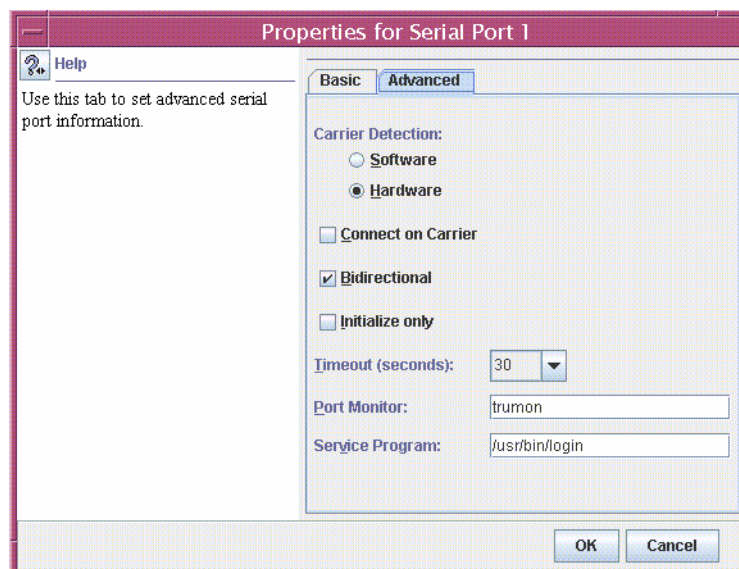 Properties for Serial Port 1
Help
Use this tab to set advanced serial
port information.
Basic
Advanced
Carrier Detection:
Software
Hardware
Connect on Carrier
Bidirectional
Initialize only
Timeout (seconds):
30
Port Monitor:
trumon
Service Program:
/usr/bin/login
OK
Cancel